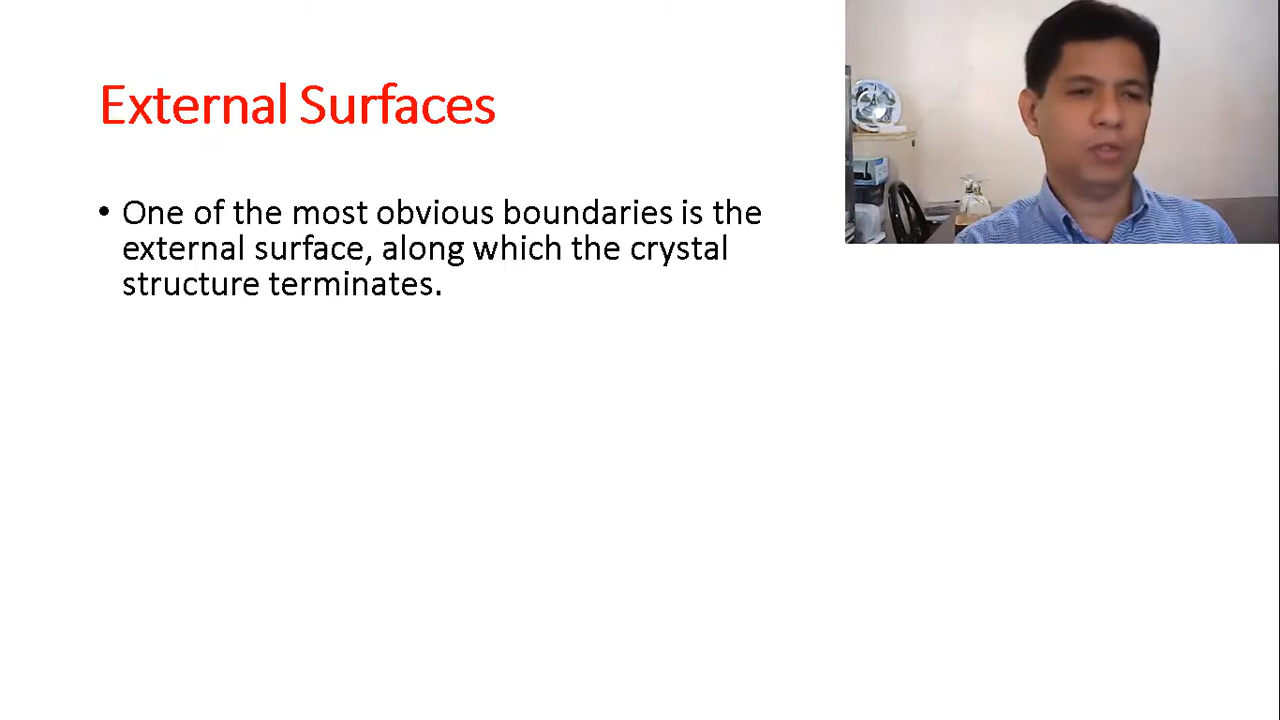 External Surfaces
• One of the most obvious boundaries is the
external surface, along which the crystal
structure terminates.